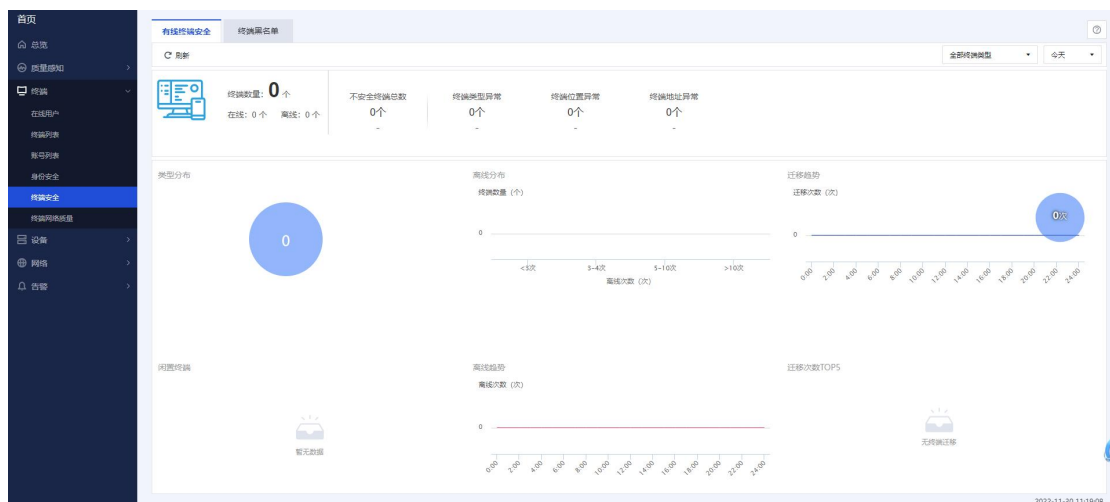 首页
总览
质量感知
终端
在线用户
终端列表
账号列表
身份安全
终端安全
终端网络质量
设备
网络
告警
有线终端安全 终端黑名单
刷新 全部终端类型 今天
终端数量: 0 个
在线: 0 个 离线: 0 个
不安全终端总数 终端类型异常 终端位置异常 终端地址异常
0个 0个 0个 0个
- - - -
类型分布
0
离线分布
终端数量 (个)
0
<3次 3-4次 5-10次 >10次
离线次数 (次)
迁移趋势
迁移次数 (次)
0次
0
0:00 2:00 4:00 6:00 8:00 10:00 12:00 14:00 16:00 18:00 20:00 22:00 24:00
闲置终端
暂无数据
离线趋势
离线次数 (次)
0
0:00 2:00 4:00 6:00 8:00 10:00 12:00 14:00 16:00 18:00 20:00 22:00 24:00
迁移次数TOP5
无终端迁移
2022-11-30 11:19:09